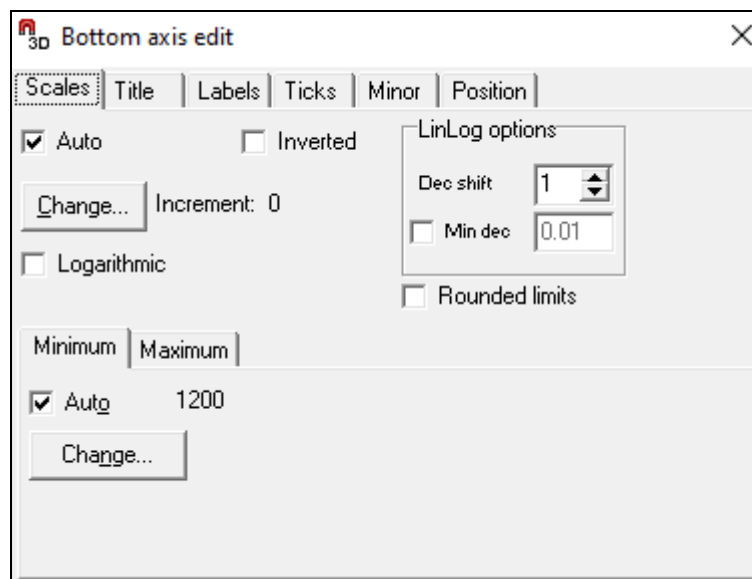 3D Bottom axis edit
Scales Title Labels Ticks Minor Position
Auto Inverted LinLog options
Dec shift 1
Change... Increment: 0
Min dec 0.01
Logarithmic
Rounded limits
Minimum Maximum
Auto 1200
Change...